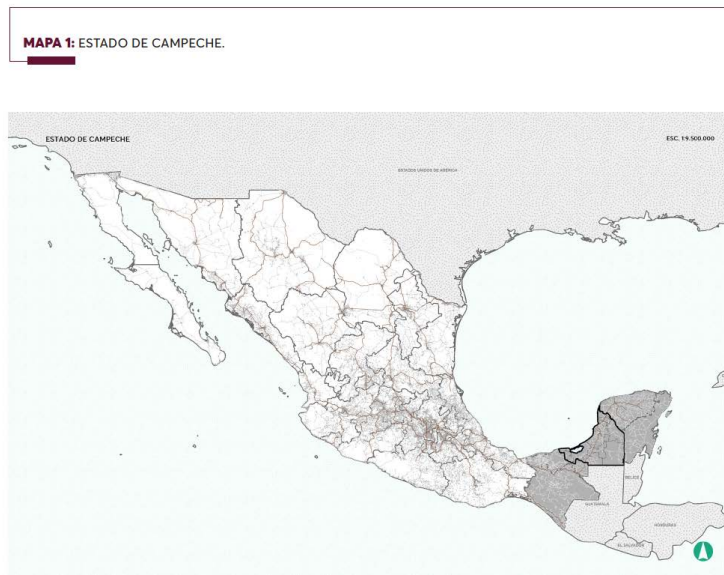 MAPA 1: ESTADO DE CAMPECHE.
ESTADO DE CAMPECHE
ESC. 1:9.500.000
ESTADOS UNIDOS DE AMÉRICA
BELICE
GUATEMALA
HONDURAS
EL SALVADOR